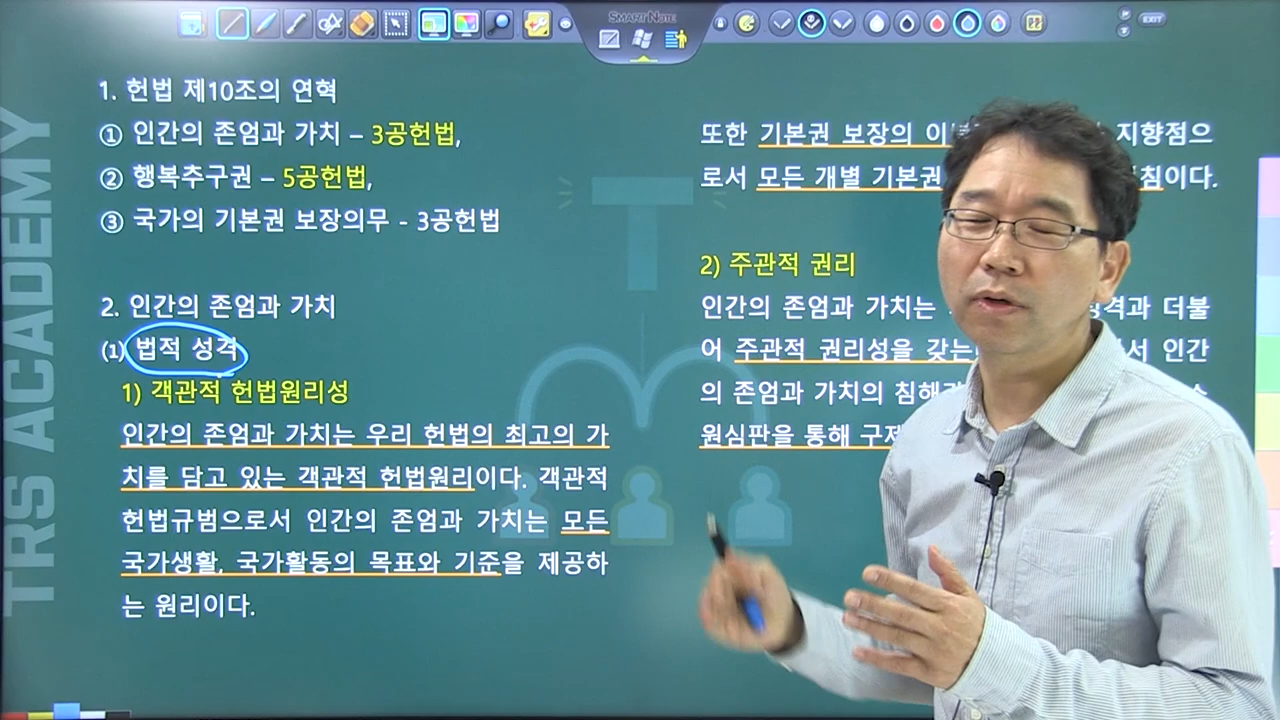 SMARTNOTE
EXIT
TRS ACADEMY
1. 헌법 제10조의 연혁
① 인간의 존엄과 가치 – 3공헌법,
② 행복추구권 – 5공헌법,
③ 국가의 기본권 보장의무 - 3공헌법
2. 인간의 존엄과 가치
(1) 법적 성격
1) 객관적 헌법원리성
인간의 존엄과 가치는 우리 헌법의 최고의 가
치를 담고 있는 객관적 헌법원리이다. 객관적
헌법규범으로서 인간의 존엄과 가치는 모든
국가생활, 국가활동의 목표와 기준을 제공하
는 원리이다.
또한 기본권 보장의 지향점으
로서 모든 개별 기본권 이다.
2) 주관적 권리
인간의 존엄과 가치는 더불
어 주관적 권리성을 갖는 인간
의 존엄과 가치의
원심판을 통해